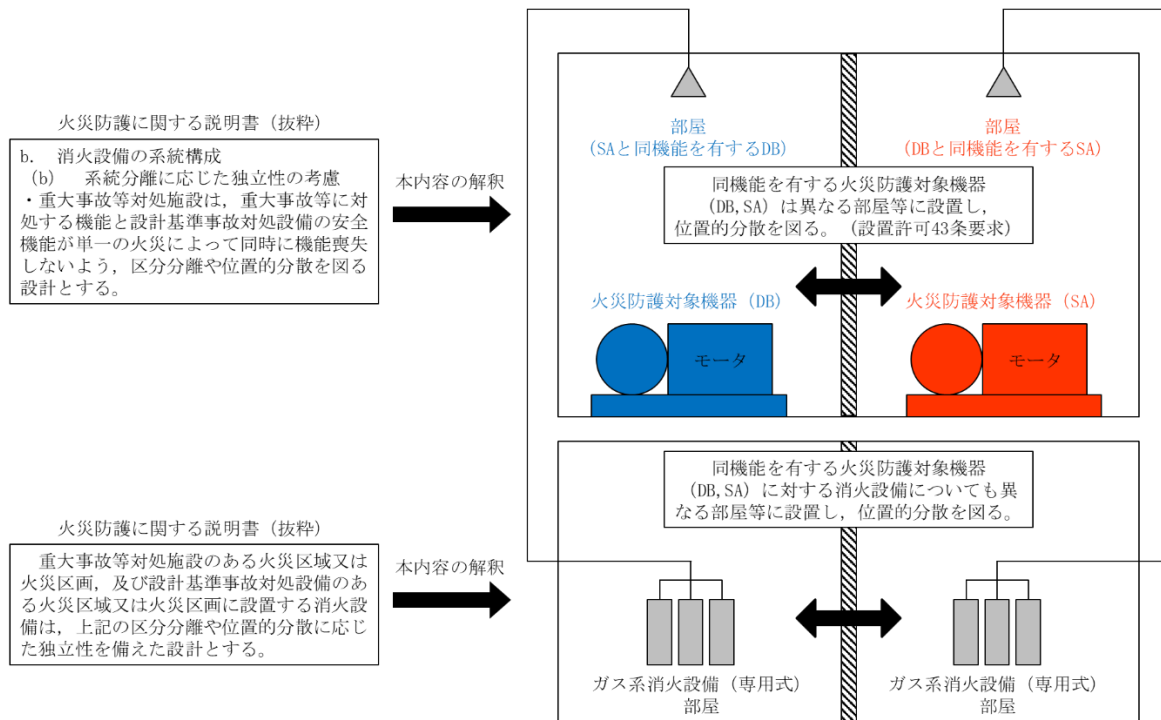 火災防護に関する説明書（抜粋）
b.　消火設備の系統構成
(b)　系統分離に応じた独立性の考慮
・重大事故等対処施設は，重大事故等に対
処する機能と設計基準事故対処設備の安全
機能が単一の火災によって同時に機能喪失
しないよう，区分分離や位置的分散を図る
設計とする。
本内容の解釈
部屋
（SAと同機能を有するDB）
部屋
（DBと同機能を有するSA）
同機能を有する火災防護対象機器
（DB,SA）は異なる部屋等に設置し，
位置的分散を図る。（設置許可43条要求）
火災防護対象機器（DB）
火災防護対象機器（SA）
モータ
モータ
火災防護に関する説明書（抜粋）
重大事故等対処施設のある火災区域又は
火災区画，及び設計基準事故対処設備のあ
る火災区域又は火災区画に設置する消火設
備は，上記の区分分離や位置的分散に応じ
た独立性を備えた設計とする。
本内容の解釈
同機能を有する火災防護対象機器
（DB,SA）に対する消火設備についても異
なる部屋等に設置し，位置的分散を図る。
ガス系消火設備（専用式）
部屋
ガス系消火設備（専用式）
部屋